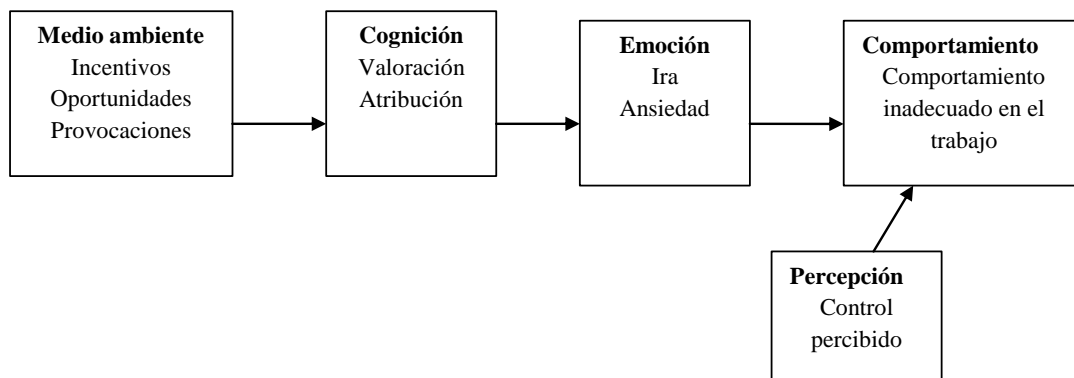 Medio ambiente
Incentivos
Oportunidades
Provocaciones
Cognición
Valoración
Atribución
Emoción
Ira
Ansiedad
Comportamiento
Comportamiento
inadecuado en el
trabajo
Percepción
Control
percibido